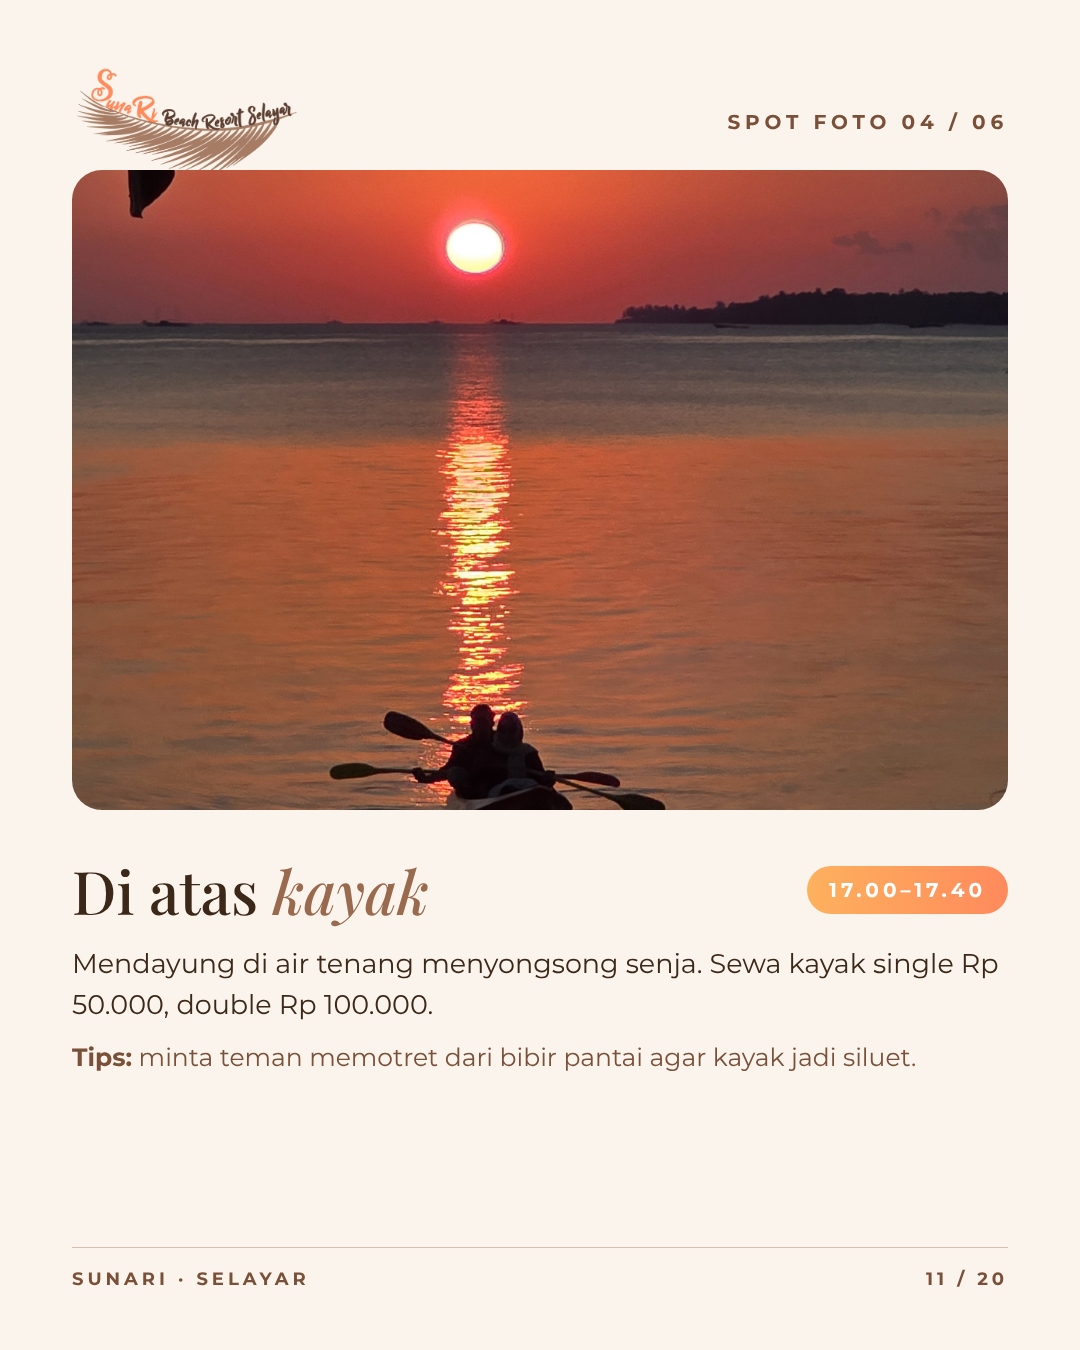 SunaRi Beach Resort Selayar
SPOT FOTO 04 / 06
Di atas kayak
17.00–17.40
Mendayung di air tenang menyongsong senja. Sewa kayak single Rp
50.000, double Rp 100.000.
Tips: minta teman memotret dari bibir pantai agar kayak jadi siluet.
SUNARI · SELAYAR
11 / 20